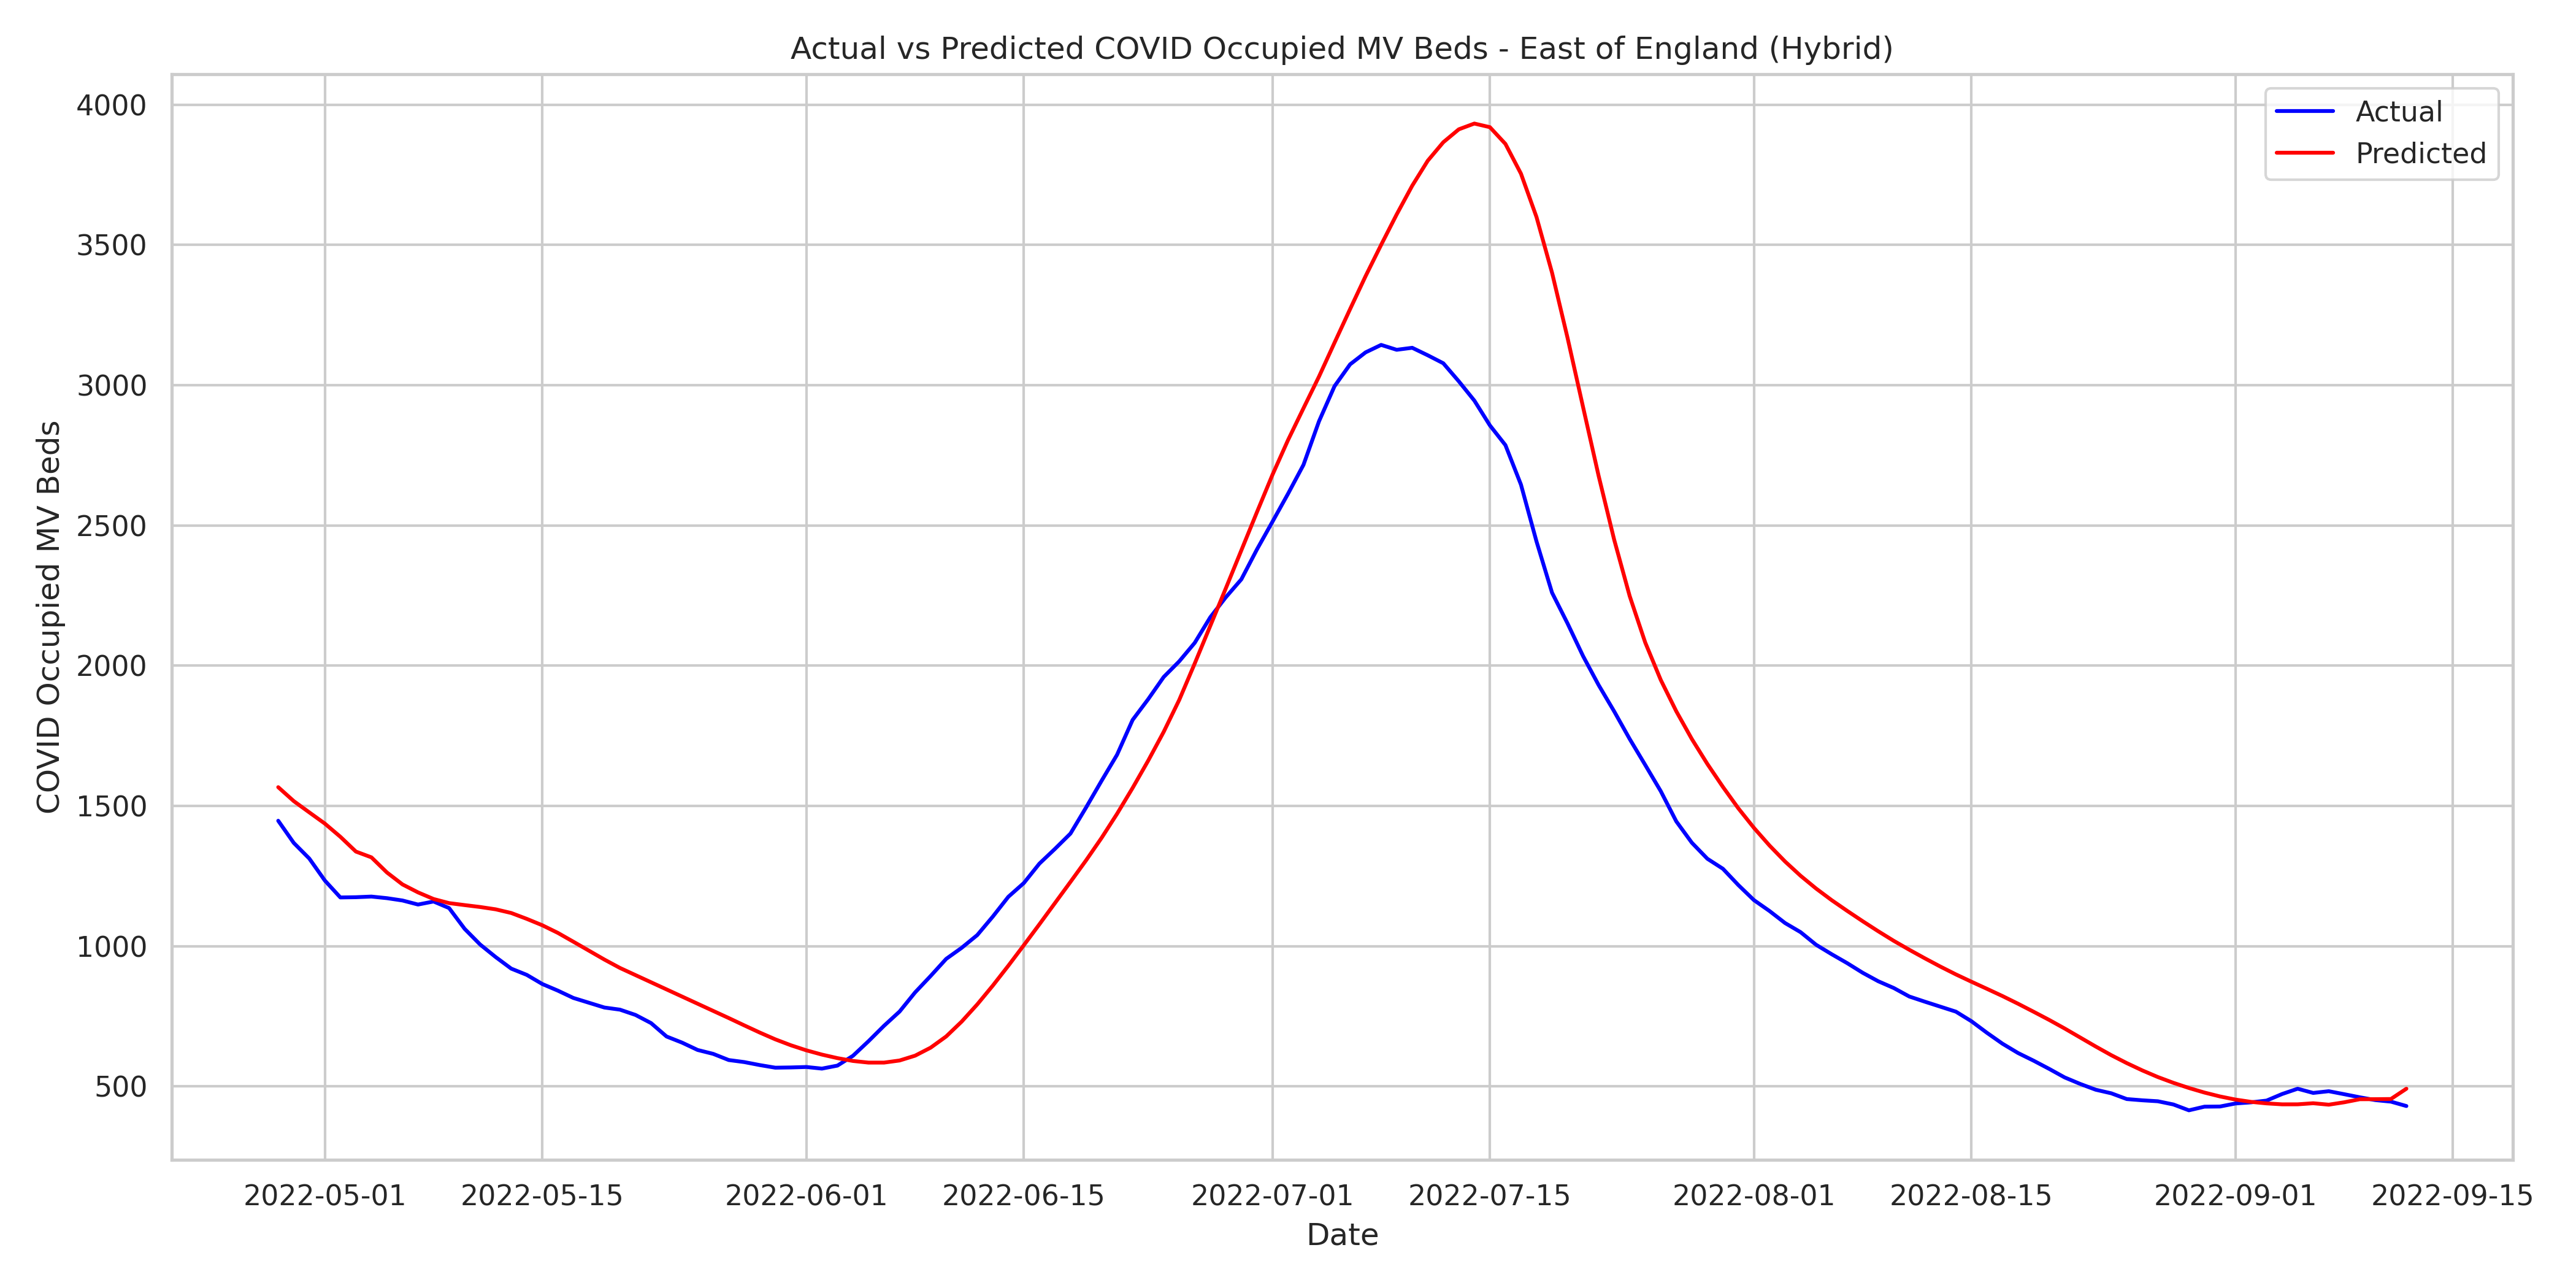 Actual vs Predicted COVID Occupied MV Beds - East of England (Hybrid)
Actual
Predicted
COVID Occupied MV Beds
4000
3500
3000
2500
2000
1500
1000
500
2022-05-01 2022-05-15 2022-06-01 2022-06-15 2022-07-01 2022-07-15 2022-08-01 2022-08-15 2022-09-01 2022-09-15
Date